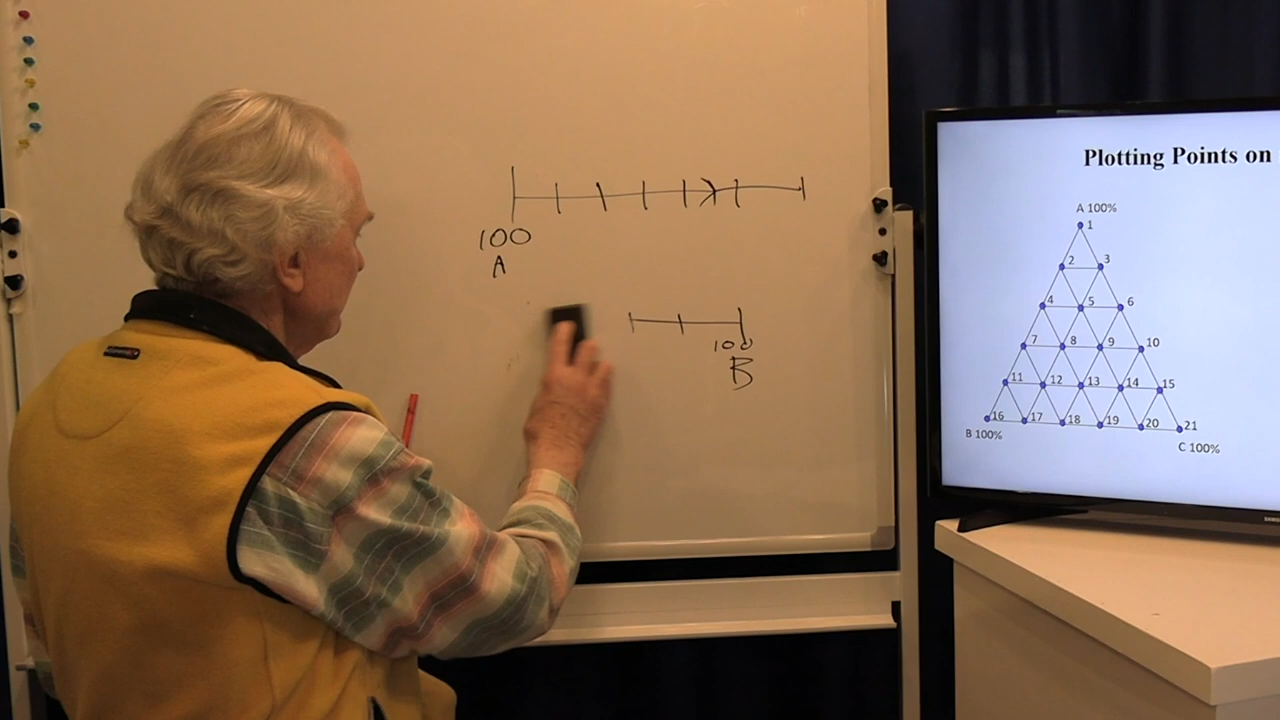 100
A
100
B
Plotting Points on
A 100%
1
2 3
4 5 6
7 8 9 10
11 12 13 14 15
16 17 18 19 20 21
B 100%
C 100%